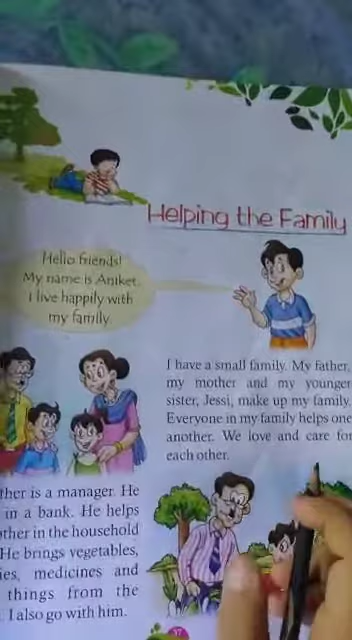 Helping the Family
Hello friends!
My name is Aniket.
I live happily with
my family.
I have a small family. My father,
my mother and my younger
sister, Jessi, make up my family.
Everyone in my family helps one
another. We love and care for
each other.
ther is a manager. He
in a bank. He helps
ther in the household
He brings vegetables,
ies, medicines and
things from the
. I also go with him.
17